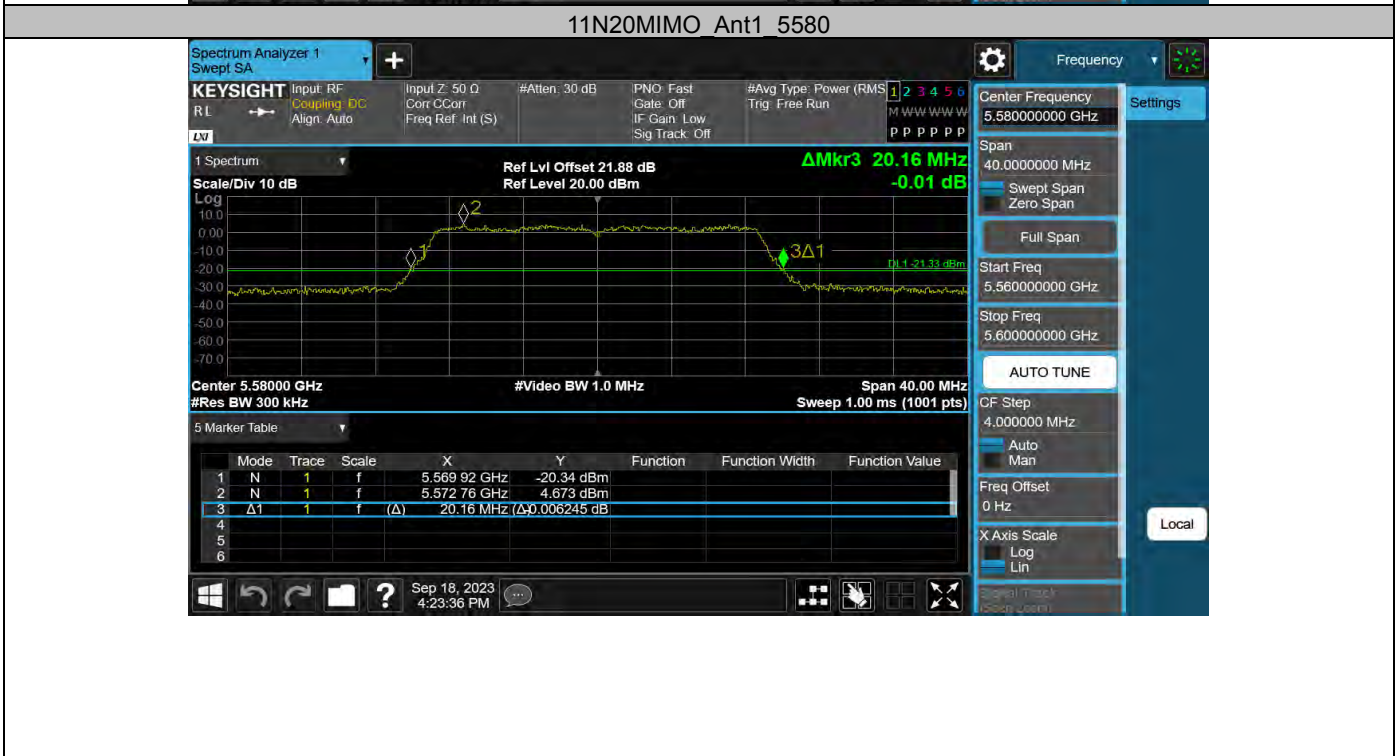 11N20MIMO_Ant1_5580
Spectrum Analyzer 1
Swept SA
+
Frequency
KEYSIGHT
RL
LXI
Input: RF
Coupling: DC
Align: Auto
Input Z: 50 Ω
Corr CCorr
Freq Ref: Int (S)
#Atten: 30 dB
PNO: Fast
Gate: Off
IF Gain: Low
Sig Track: Off
#Avg Type: Power (RMS
Trig: Free Run
1 2 3 4 5 6
M W W W W W
P P P P P P
Center Frequency
5.580000000 GHz
Settings
Span
40.0000000 MHz
Swept Span
Zero Span
Full Span
Start Freq
5.560000000 GHz
Stop Freq
5.600000000 GHz
AUTO TUNE
CF Step
4.000000 MHz
Auto
Man
Freq Offset
0 Hz
X Axis Scale
Log
Lin
Signal Track
(Span Zoom)
Local
1 Spectrum
Scale/Div 10 dB
Ref Lvl Offset 21.88 dB
Ref Level 20.00 dBm
ΔMkr3 20.16 MHz
-0.01 dB
Log
10.0
0.00
-10.0
-20.0
-30.0
-40.0
-50.0
-60.0
-70.0
2
1
3Δ1
DL1 -21.33 dBm
Center 5.58000 GHz
#Video BW 1.0 MHz
Span 40.00 MHz
#Res BW 300 kHz
Sweep 1.00 ms (1001 pts)
5 Marker Table
Mode Trace Scale X Y Function Function Width Function Value
1 N 1 f 5.569 92 GHz -20.34 dBm
2 N 1 f 5.572 76 GHz 4.673 dBm
3 Δ1 1 f (Δ) 20.16 MHz (Δ) -0.006245 dB
4
5
6
?
Sep 18, 2023
4:23:36 PM